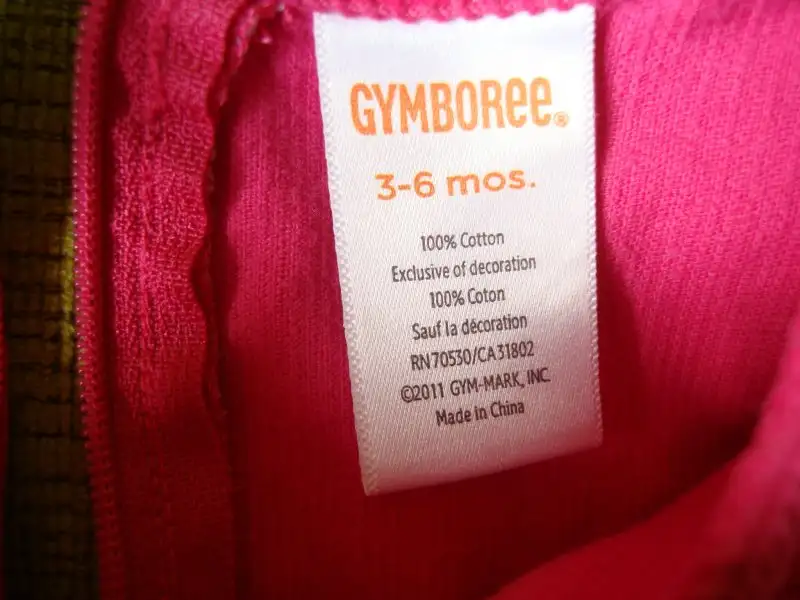 GYMBOREE®
3-6 mos.
100% Cotton
Exclusive of decoration
100% Coton
Sauf la décoration
RN70530/CA31802
©2011 GYM-MARK, INC.
Made in China